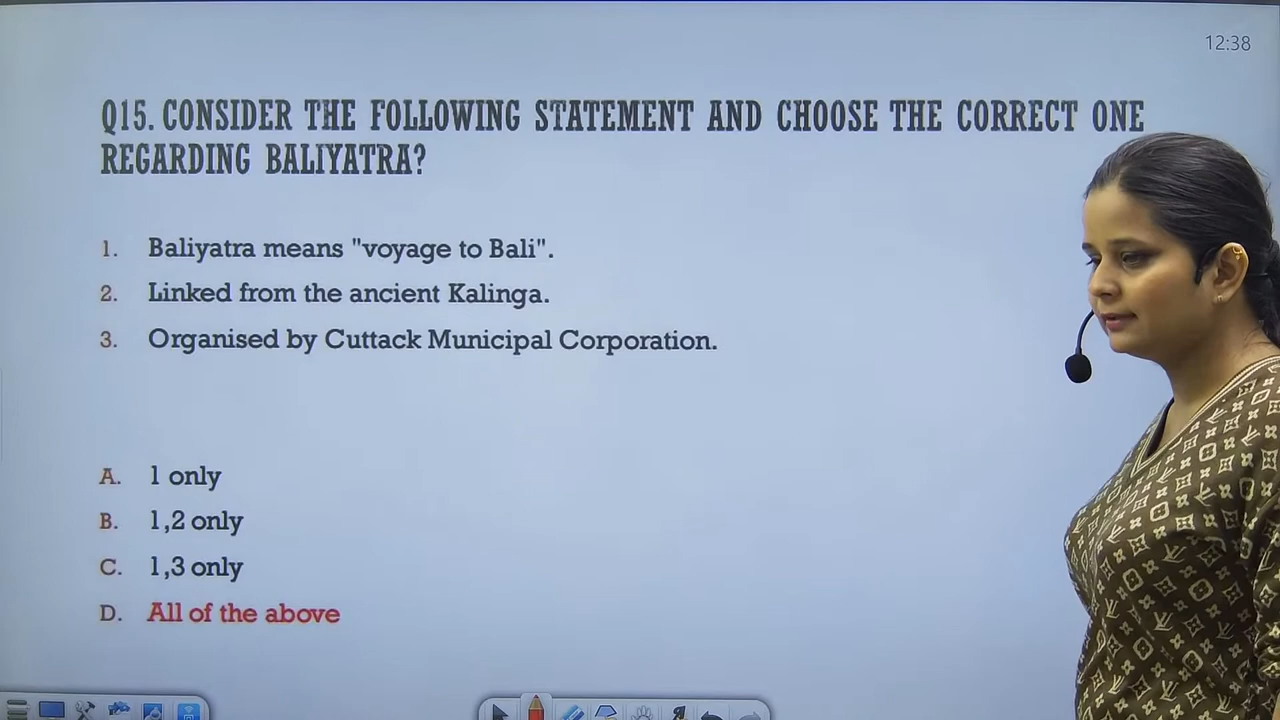 12:38
Q15. CONSIDER THE FOLLOWING STATEMENT AND CHOOSE THE CORRECT ONE
REGARDING BALIYATRA?
1. Baliyatra means "voyage to Bali".
2. Linked from the ancient Kalinga.
3. Organised by Cuttack Municipal Corporation.
A. 1 only
B. 1,2 only
C. 1,3 only
D. All of the above